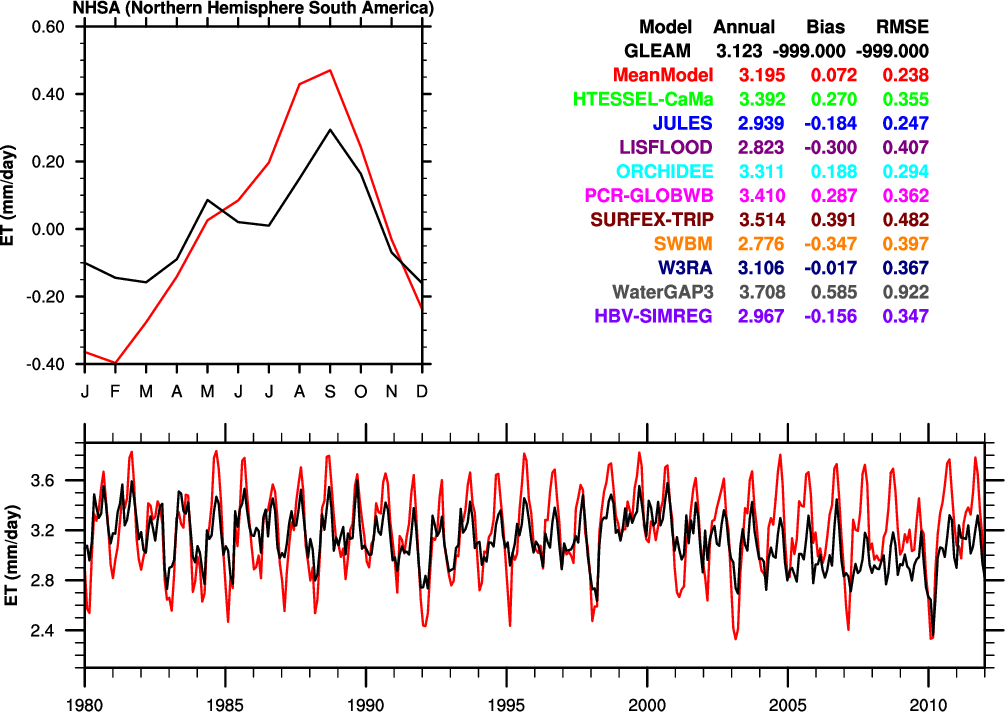 NHSA (Northern Hemisphere South America)
0.60
0.40
0.20
0.00
-0.20
-0.40
ET (mm/day)
J F M A M J J A S O N D
Model Annual Bias RMSE
GLEAM 3.123 -999.000 -999.000
MeanModel 3.195 0.072 0.238
HTESSEL-CaMa 3.392 0.270 0.355
JULES 2.939 -0.184 0.247
LISFLOOD 2.823 -0.300 0.407
ORCHIDEE 3.311 0.188 0.294
PCR-GLOBWB 3.410 0.287 0.362
SURFEX-TRIP 3.514 0.391 0.482
SWBM 2.776 -0.347 0.397
W3RA 3.106 -0.017 0.367
WaterGAP3 3.708 0.585 0.922
HBV-SIMREG 2.967 -0.156 0.347
3.6
3.2
2.8
2.4
ET (mm/day)
1980 1985 1990 1995 2000 2005 2010